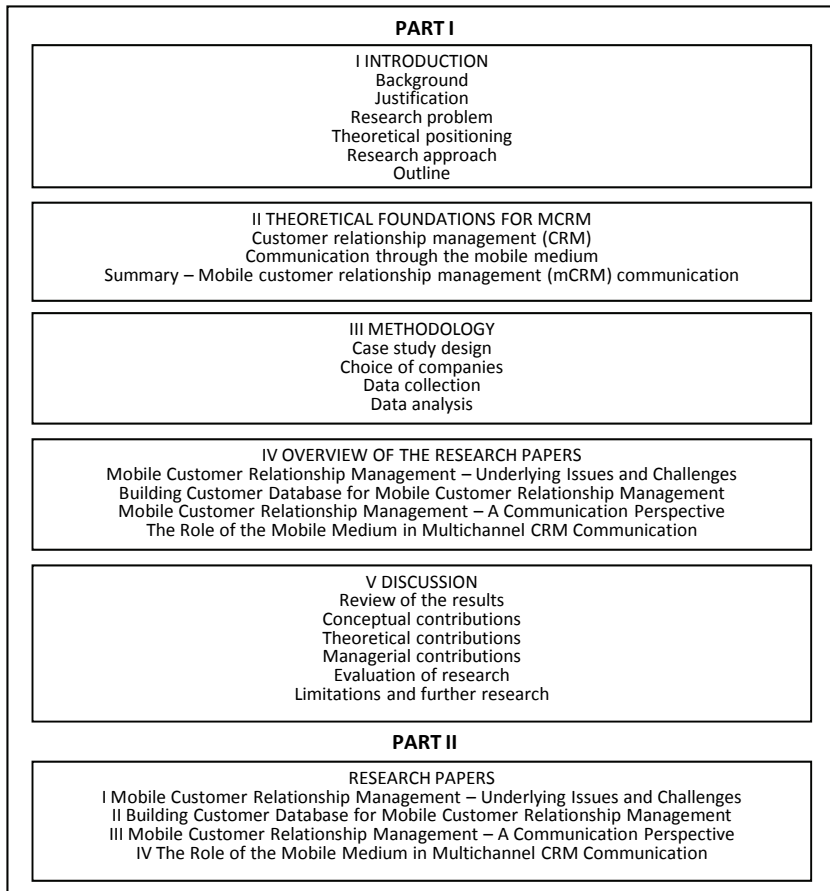 PART I
I INTRODUCTION
Background
Justification
Research problem
Theoretical positioning
Research approach
Outline
II THEORETICAL FOUNDATIONS FOR MCRM
Customer relationship management (CRM)
Communication through the mobile medium
Summary – Mobile customer relationship management (mCRM) communication
III METHODOLOGY
Case study design
Choice of companies
Data collection
Data analysis
IV OVERVIEW OF THE RESEARCH PAPERS
Mobile Customer Relationship Management – Underlying Issues and Challenges
Building Customer Database for Mobile Customer Relationship Management
Mobile Customer Relationship Management – A Communication Perspective
The Role of the Mobile Medium in Multichannel CRM Communication
V DISCUSSION
Review of the results
Conceptual contributions
Theoretical contributions
Managerial contributions
Evaluation of research
Limitations and further research
PART II
RESEARCH PAPERS
I Mobile Customer Relationship Management – Underlying Issues and Challenges
II Building Customer Database for Mobile Customer Relationship Management
III Mobile Customer Relationship Management – A Communication Perspective
IV The Role of the Mobile Medium in Multichannel CRM Communication